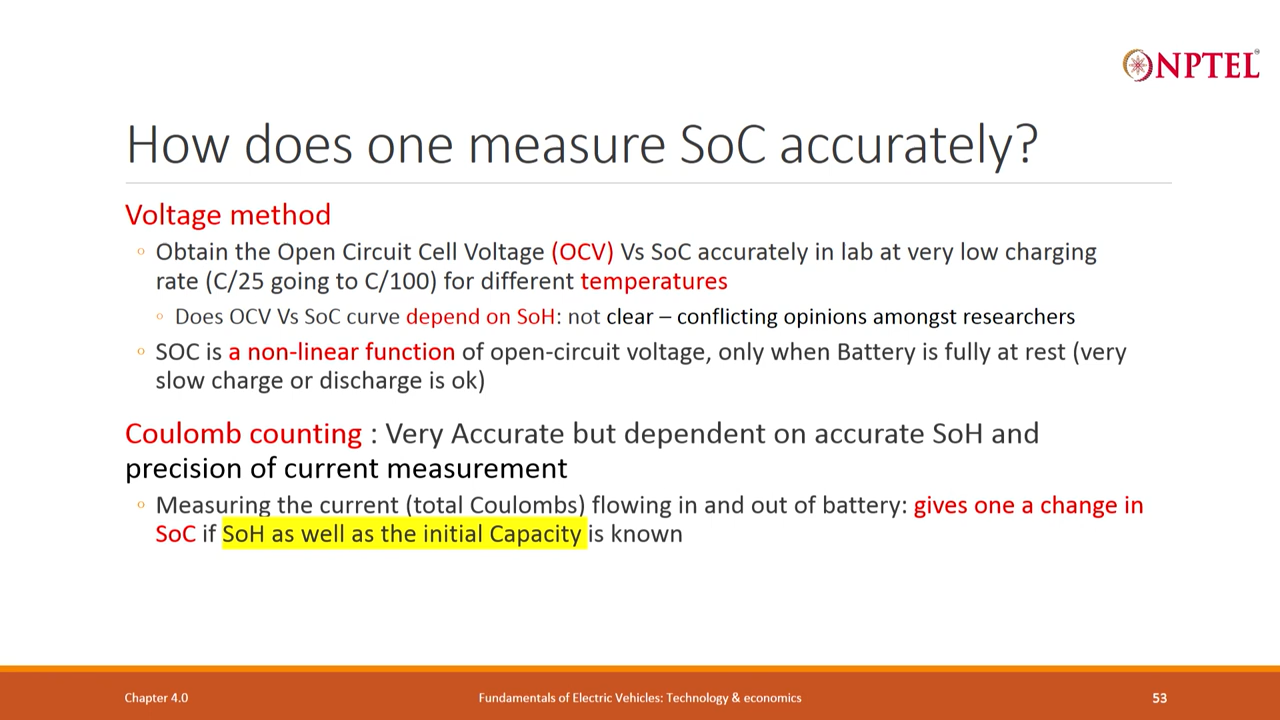 NPTEL
How does one measure SoC accurately?
Voltage method
◦ Obtain the Open Circuit Cell Voltage (OCV) Vs SoC accurately in lab at very low charging
rate (C/25 going to C/100) for different temperatures
◦ Does OCV Vs SoC curve depend on SoH: not clear – conflicting opinions amongst researchers
◦ SOC is a non-linear function of open-circuit voltage, only when Battery is fully at rest (very
slow charge or discharge is ok)
Coulomb counting : Very Accurate but dependent on accurate SoH and
precision of current measurement
◦ Measuring the current (total Coulombs) flowing in and out of battery: gives one a change in
SoC if SoH as well as the initial Capacity is known
Chapter 4.0
Fundamentals of Electric Vehicles: Technology & economics
53